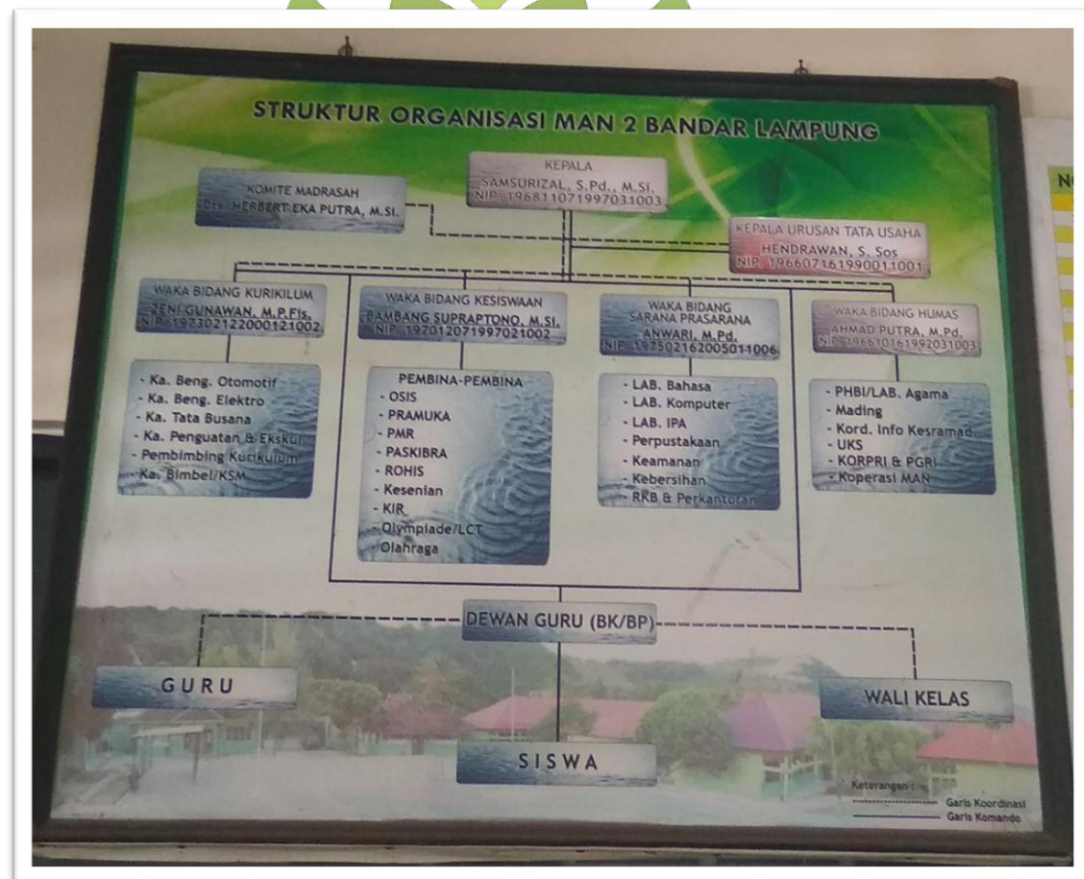 STRUKTUR ORGANISASI MAN 2 BANDAR LAMPUNG
KEPALA
SAMSURIZAL, S.Pd., M.Si.
NIP. 196811071997031003
KOMITE MADRASAH
Drs. HERBERT EKA PUTRA, M.Si.
KEPALA URUSAN TATA USAHA
HENDRAWAN, S. Sos
NIP. 196607161990011001
WAKA BIDANG KURIKILUM
ZENI GUNAWAN, M.P.Fis.
NIP. 197302122000121002
WAKA BIDANG KESISWAAN
BAMBANG SUPRAPTONO, M.Si.
NIP. 197012071997021002
WAKA BIDANG
SARANA PRASARANA
ANWARI, M.Pd.
NIP. 197502162005011006
WAKA BIDANG HUMAS
AHMAD PUTRA, M.Pd.
NIP. 196610161992031003
- Ka. Beng. Otomotif
- Ka. Beng. Elektro
- Ka. Tata Busana
- Ka. Penguatan & Ekskul
- Pembimbing Kurikulum
- Ka. Bimbel/KSM
PEMBINA-PEMBINA
- OSIS
- PRAMUKA
- PMR
- PASKIBRA
- ROHIS
- Kesenian
- KIR
- Olympiade/LCT
- Olahraga
- LAB. Bahasa
- LAB. Komputer
- LAB. IPA
- Perpustakaan
- Keamanan
- Kebersihan
- RKB & Perkantoran
- PHBI/LAB. Agama
- Mading
- Kord. Info Kesramad
- UKS
- KORPRI & PGRI
- Koperasi MAN
DEWAN GURU (BK/BP)
GURU
WALI KELAS
SISWA
Keterangan :
Garis Koordinasi
Garis Komando